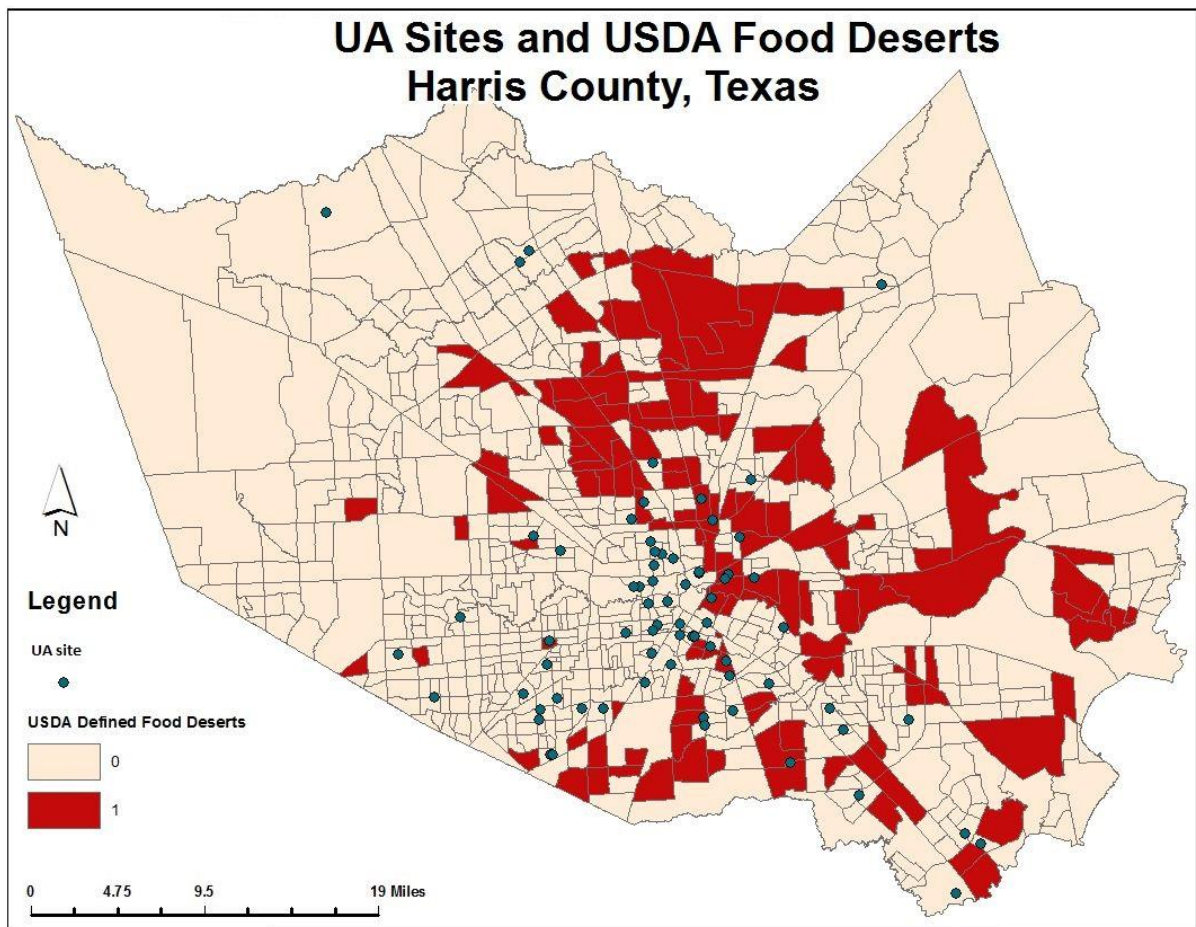 UA Sites and USDA Food Deserts
Harris County, Texas
N
Legend
UA site
USDA Defined Food Deserts
0
1
0 4.75 9.5 19 Miles